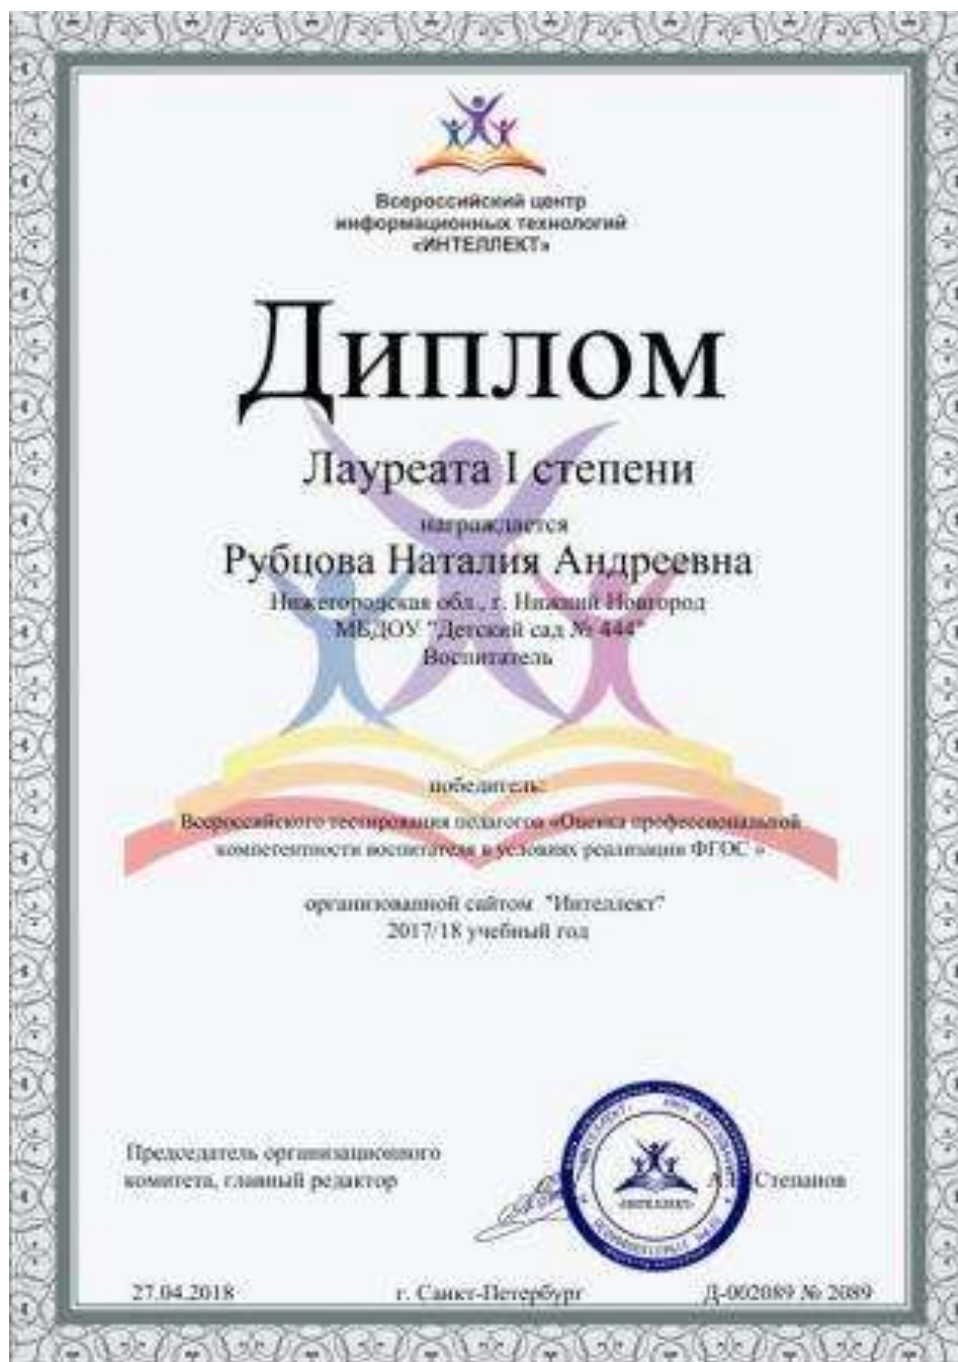 Всероссийский центр
информационных технологий
«ИНТЕЛЛЕКТ»
Диплом
Лауреата I степени
награждается
Рубцова Наталия Андреевна
Нижегородская обл., г. Нижний Новгород
МБДОУ "Детский сад № 444"
Воспитатель
победитель:
Всероссийского тестирования педагогов «Оценка профессиональной
компетентности воспитателя в условиях реализации ФГОС »
организованной сайтом "Интеллект"
2017/18 учебный год
Председатель организационного
комитета, главный редактор
Степанов
«ИНТЕЛЛЕКТ»
27.04.2018 г. Санкт-Петербург Д-002089 № 2089